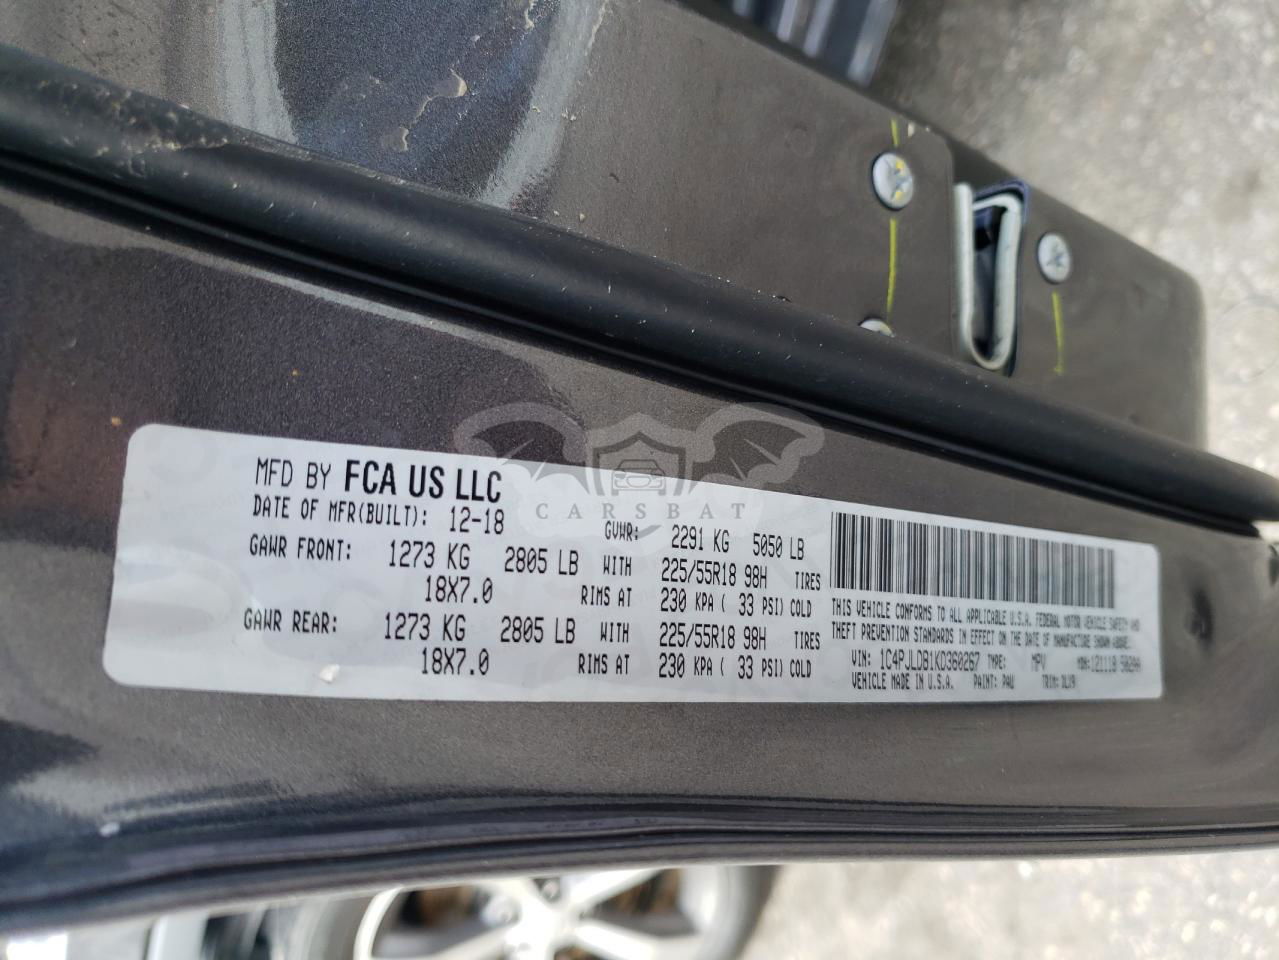 MFD BY FCA US LLC
DATE OF MFR(BUILT): 12-18 GVWR: 2291 KG 5050 LB
GAWR FRONT: 1273 KG 2805 LB WITH 225/55R18 98H TIRES
18X7.0 RIMS AT 230 KPA ( 33 PSI) COLD
GAWR REAR: 1273 KG 2805 LB WITH 225/55R18 98H TIRES
18X7.0 RIMS AT 230 KPA ( 33 PSI) COLD
THIS VEHICLE CONFORMS TO ALL APPLICABLE U.S.A. FEDERAL MOTOR VEHICLE SAFETY AND
THEFT PREVENTION STANDARDS IN EFFECT ON THE DATE OF MANUFACTURE SHOWN ABOVE.
VIN: 1C4PJLDB1KD360267 TYPE: MPV MDH: 121118 
VEHICLE MADE IN U.S.A. PAINT: PAU TRIM: DLX9
CARSBAT